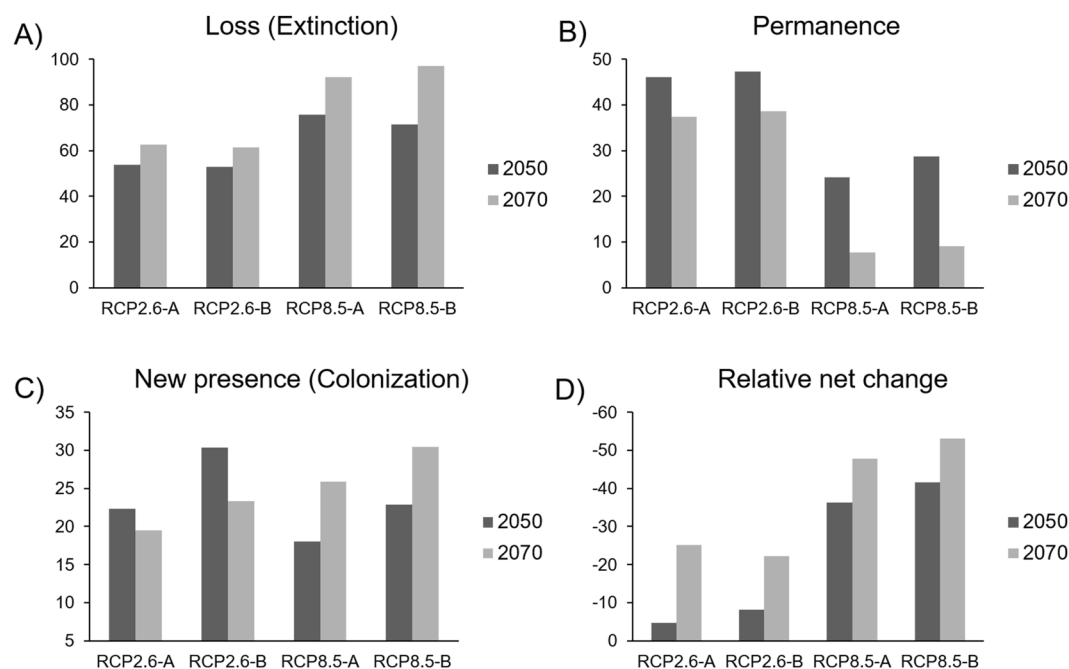 A)
Loss (Extinction)
100
80
60
40
20
0
RCP2.6-A RCP2.6-B RCP8.5-A RCP8.5-B
2050
2070
B)
Permanence
50
40
30
20
10
0
RCP2.6-A RCP2.6-B RCP8.5-A RCP8.5-B
2050
2070
C)
New presence (Colonization)
35
30
25
20
15
10
5
RCP2.6-A RCP2.6-B RCP8.5-A RCP8.5-B
2050
2070
D)
Relative net change
-60
-50
-40
-30
-20
-10
0
RCP2.6-A RCP2.6-B RCP8.5-A RCP8.5-B
2050
2070